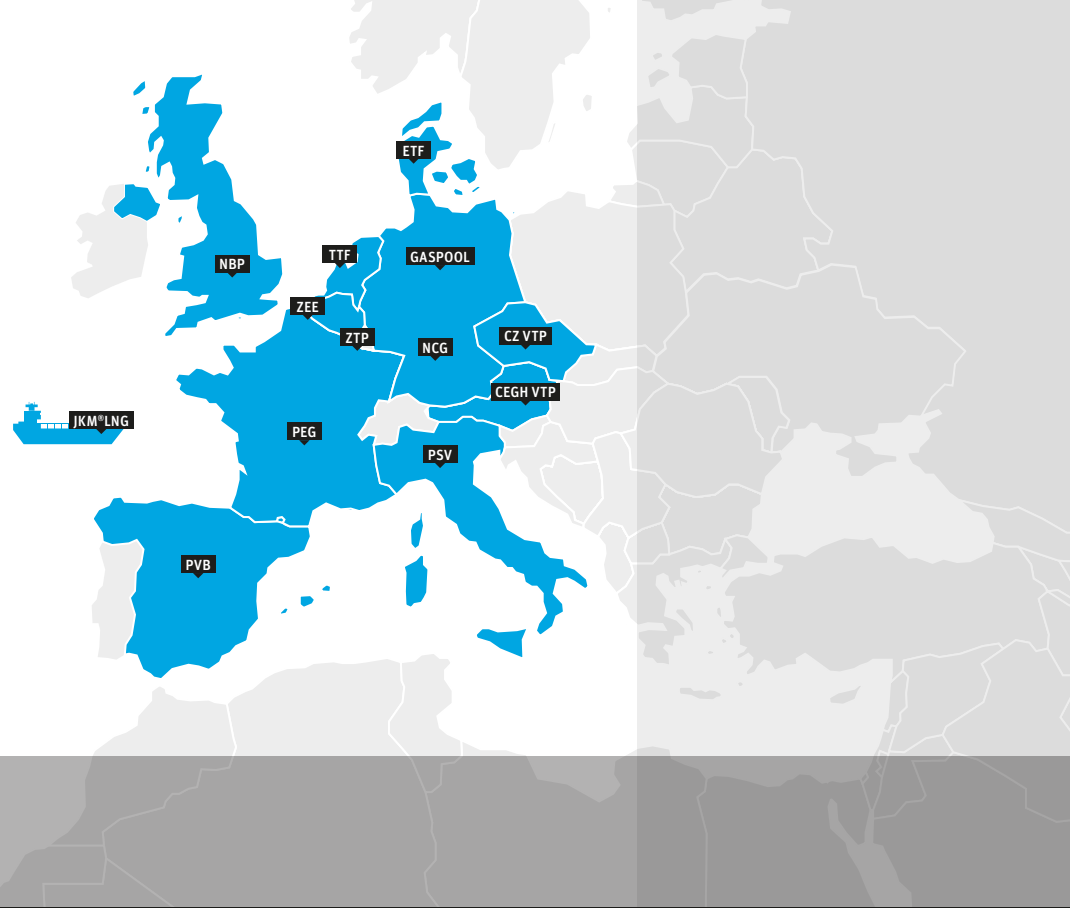 ETF
TTF
GASPOOL
NBP
ZEE
ZTP
NCG
CZ VTP
CEGH VTP
JKM®LNG
PEG
PSV
PVB